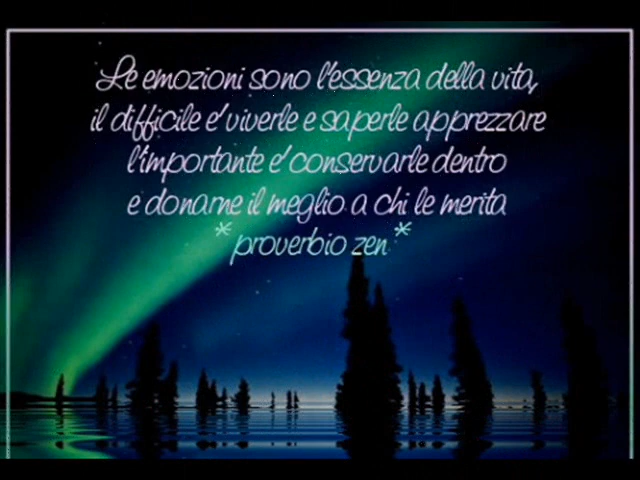 Le emozioni sono l'essenza della vita,
il difficile e' viverle e saperle apprezzare
l'importante e' conservarle dentro
e donarne il meglio a chi le merita
* proverbio zen *